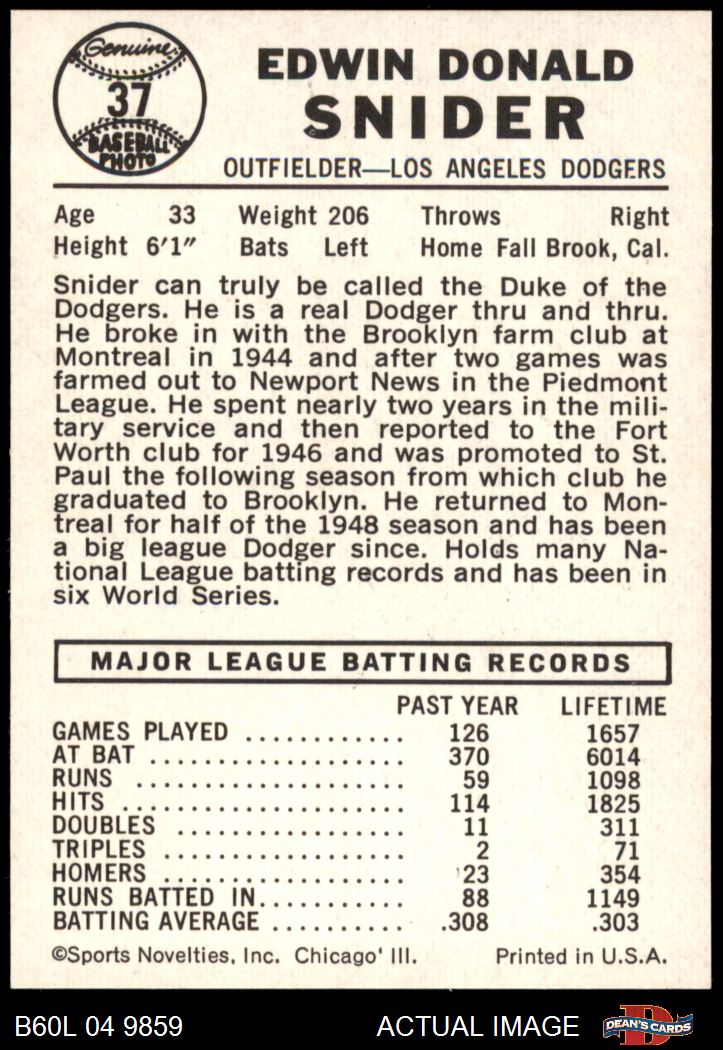 Genuine
37
BASEBALL
PHOTO
EDWIN DONALD
SNIDER
OUTFIELDER—LOS ANGELES DODGERS
Age 33 Weight 206 Throws Right
Height 6'1" Bats Left Home Fall Brook, Cal.
Snider can truly be called the Duke of the
Dodgers. He is a real Dodger thru and thru.
He broke in with the Brooklyn farm club at
Montreal in 1944 and after two games was
farmed out to Newport News in the Piedmont
League. He spent nearly two years in the mili-
tary service and then reported to the Fort
Worth club for 1946 and was promoted to St.
Paul the following season from which club he
graduated to Brooklyn. He returned to Mon-
treal for half of the 1948 season and has been
a big league Dodger since. Holds many Na-
tional League batting records and has been in
six World Series.
MAJOR LEAGUE BATTING RECORDS
PAST YEAR LIFETIME
GAMES PLAYED ............ 126 1657
AT BAT ................... 370 6014
RUNS .................... 59 1098
HITS ..................... 114 1825
DOUBLES ................. 11 311
TRIPLES .................. 2 71
HOMERS .................. 23 354
RUNS BATTED IN............ 88 1149
BATTING AVERAGE .......... .308 .303
©Sports Novelties, Inc. Chicago' Ill. Printed in U.S.A.
B60L 04 9859 ACTUAL IMAGE
D
DEAN'S CARDS